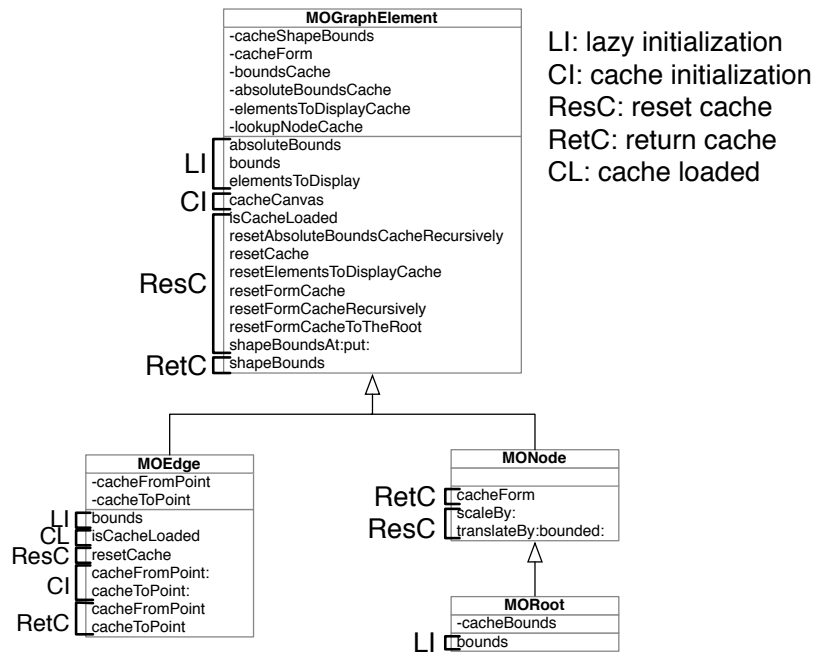 MOGraphElement
-cacheShapeBounds
-cacheForm
-boundsCache
-absoluteBoundsCache
-elementsToDisplayCache
-lookupNodeCache
LI
absoluteBounds
bounds
elementsToDisplay
CI
cacheCanvas
ResC
isCacheLoaded
resetAbsoluteBoundsCacheRecursively
resetCache
resetElementsToDisplayCache
resetFormCache
resetFormCacheRecursively
resetFormCacheToTheRoot
shapeBoundsAt:put:
RetC
shapeBounds
LI: lazy initialization
CI: cache initialization
ResC: reset cache
RetC: return cache
CL: cache loaded
MOEdge
-cacheFromPoint
-cacheToPoint
LI
bounds
CL
isCacheLoaded
ResC
resetCache
CI
cacheFromPoint:
cacheToPoint:
RetC
cacheFromPoint
cacheToPoint
MONode
RetC
cacheForm
ResC
scaleBy:
translateBy:bounded:
MORoot
-cacheBounds
LI
bounds